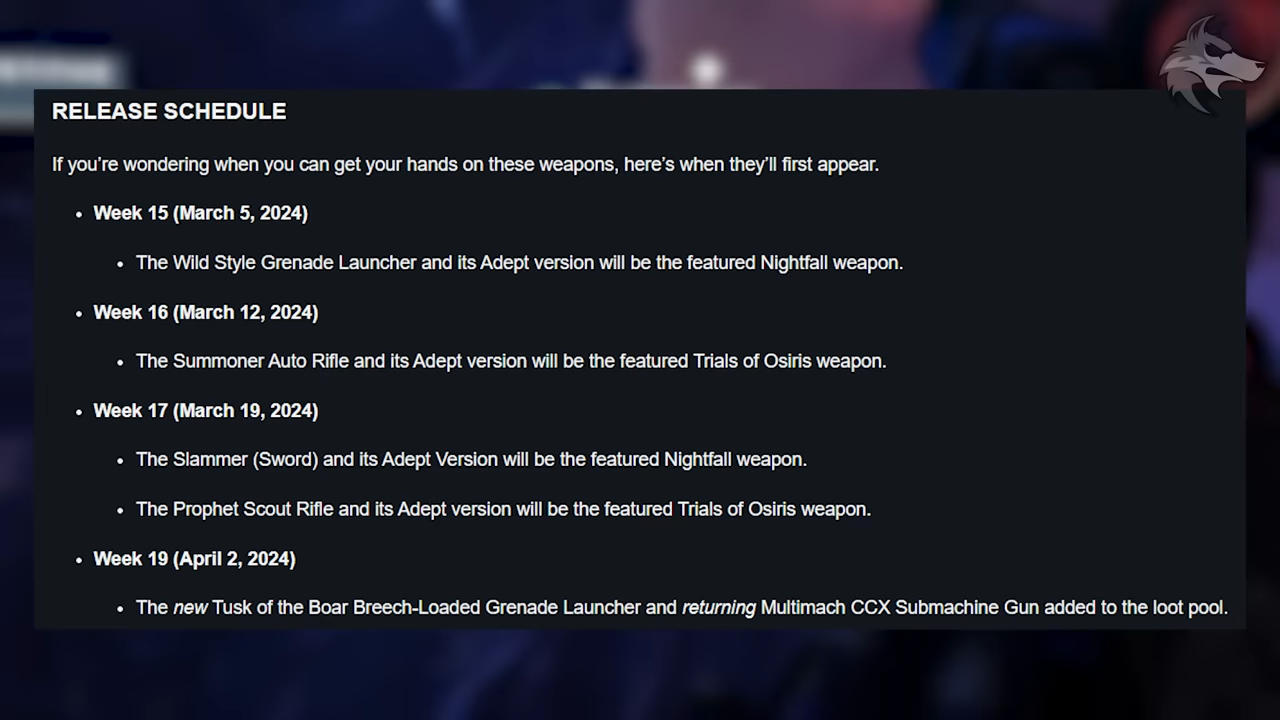 RELEASE SCHEDULE
If you’re wondering when you can get your hands on these weapons, here’s when they’ll first appear.
• Week 15 (March 5, 2024)
• The Wild Style Grenade Launcher and its Adept version will be the featured Nightfall weapon.
• Week 16 (March 12, 2024)
• The Summoner Auto Rifle and its Adept version will be the featured Trials of Osiris weapon.
• Week 17 (March 19, 2024)
• The Slammer (Sword) and its Adept Version will be the featured Nightfall weapon.
• The Prophet Scout Rifle and its Adept version will be the featured Trials of Osiris weapon.
• Week 19 (April 2, 2024)
• The new Tusk of the Boar Breech-Loaded Grenade Launcher and returning Multimach CCX Submachine Gun added to the loot pool.